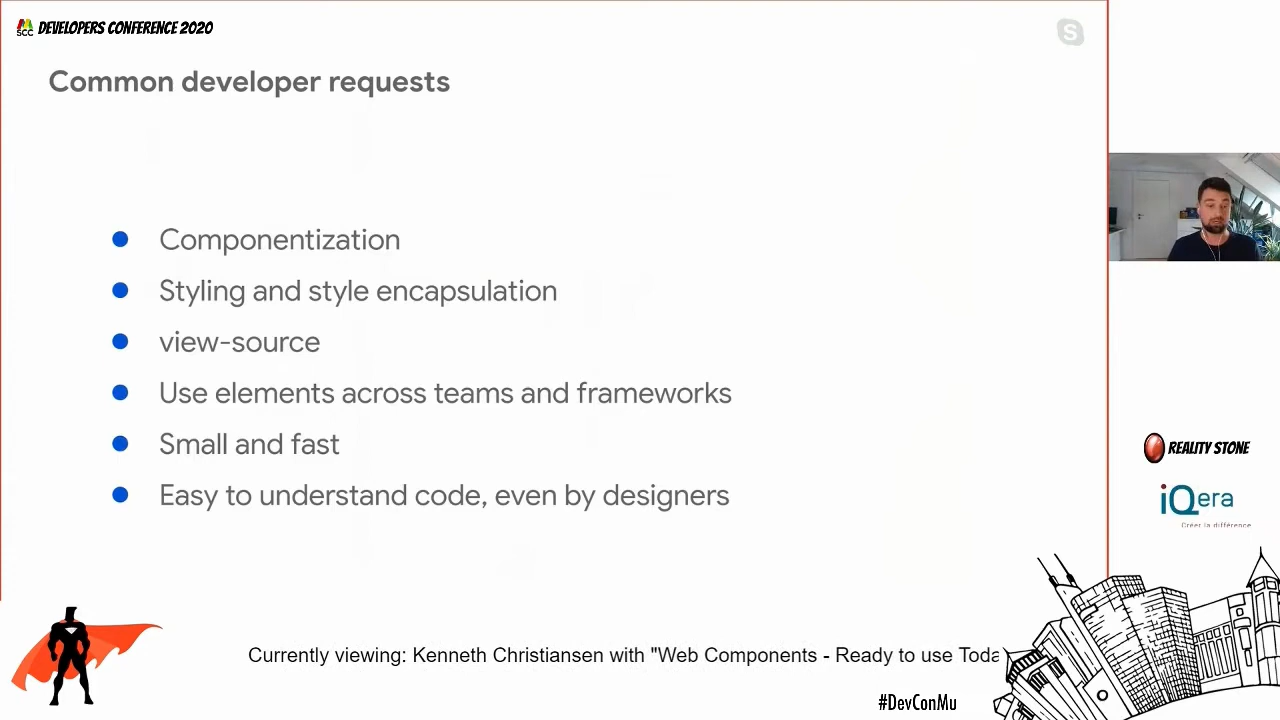 SCC DEVELOPERS CONFERENCE 2020
S
Common developer requests
Componentization
Styling and style encapsulation
view-source
Use elements across teams and frameworks
Small and fast
Easy to understand code, even by designers
REALITY STONE
iQera
Créer la différence
Currently viewing: Kenneth Christiansen with "Web Components - Ready to use Toda
#DevConMu